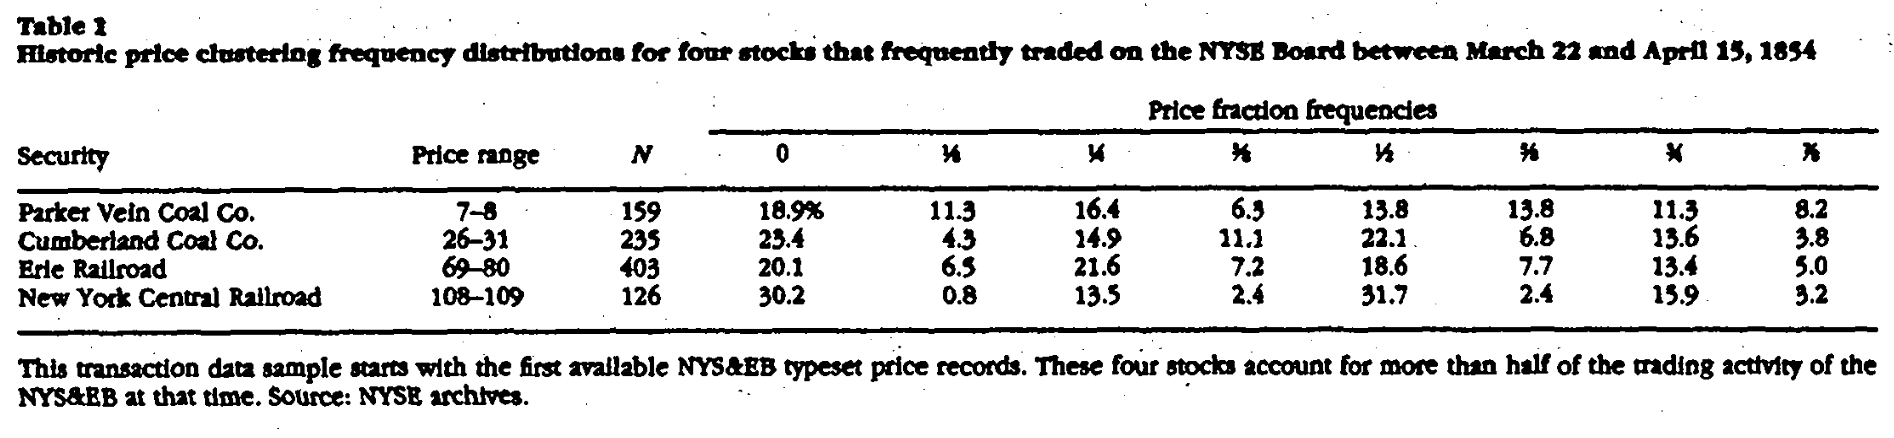 Table 1
Historic price clustering frequency distributions for four stocks that frequently traded on the NYSE Board between March 22 and April 15, 1854
Price fraction frequencies
Security Price range N 0 ⅛ ¼ ⅜ ½ ⅝ ¾ ⅞
Parker Vein Coal Co. 7–8 159 18.9% 11.3 16.4 6.3 13.8 13.8 11.3 8.2
Cumberland Coal Co. 26–31 235 23.4 4.3 14.9 11.1 22.1 6.8 13.6 3.8
Erie Railroad 69–80 403 20.1 6.5 21.6 7.2 18.6 7.7 13.4 5.0
New York Central Railroad 108–109 126 30.2 0.8 13.5 2.4 31.7 2.4 15.9 3.2
This transaction data sample starts with the first available NYS&EB typeset price records. These four stocks account for more than half of the trading activity of the
NYS&EB at that time. Source: NYSE archives.